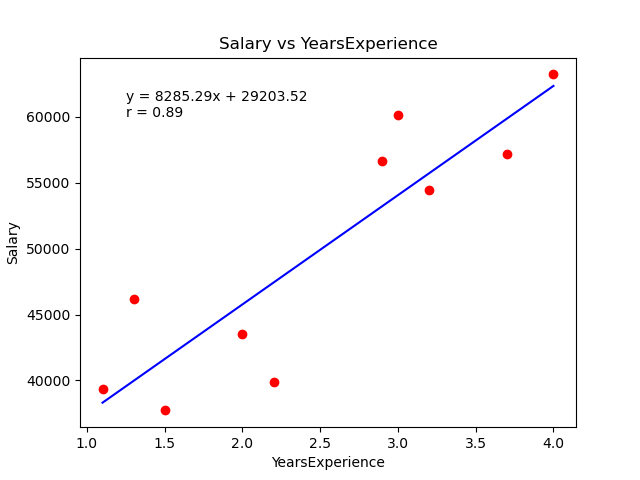 Salary vs YearsExperience
y = 8285.29x + 29203.52
r = 0.89
60000
55000
50000
45000
40000
Salary
1.0 1.5 2.0 2.5 3.0 3.5 4.0
YearsExperience